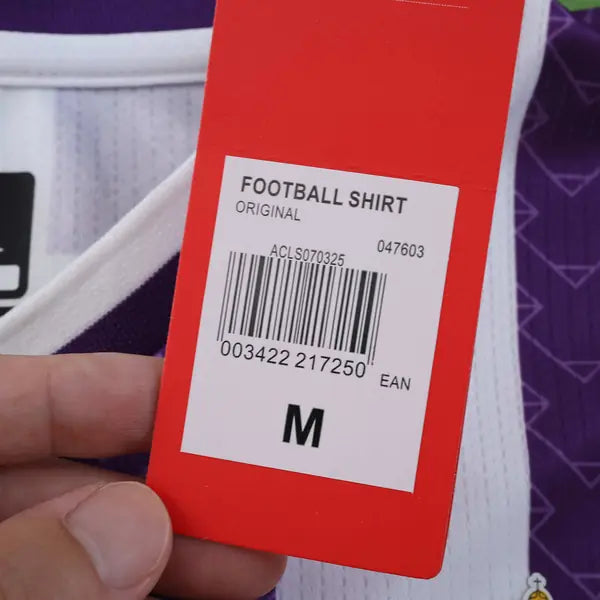 FOOTBALL SHIRT
ORIGINAL
047603
ACLS070325
003422 217250
EAN
M